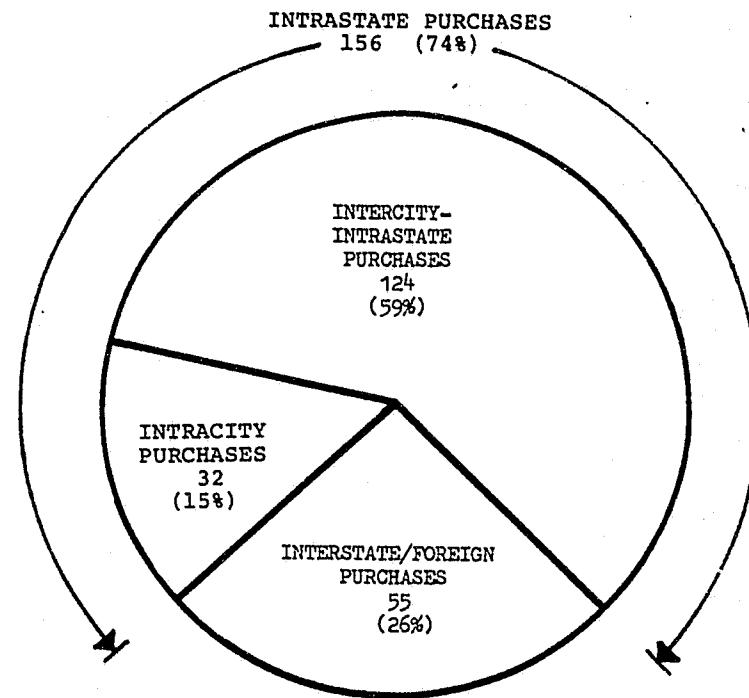 INTRASTATE PURCHASES
156 (74%)
INTERCITY-
INTRASTATE
PURCHASES
124
(59%)
INTRACITY
PURCHASES
32
(15%)
INTERSTATE/FOREIGN
PURCHASES
55
(26%)